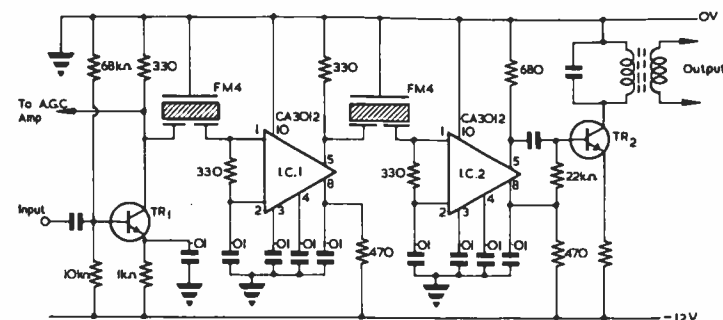 OV
68kΩ
330
FM4
330
FM4
680
Output
To A.G.C.
Amp
CA3012
10
CA3012
10
1
1
TR2
330
I.C.1
5
8
330
I.C.2
5
8
22kΩ
Input
TR1
2
3
4
2
3
4
·01
·01
·01
·01
·01
470
·01
·01
·01
·01
470
10kΩ
1kΩ
-12V